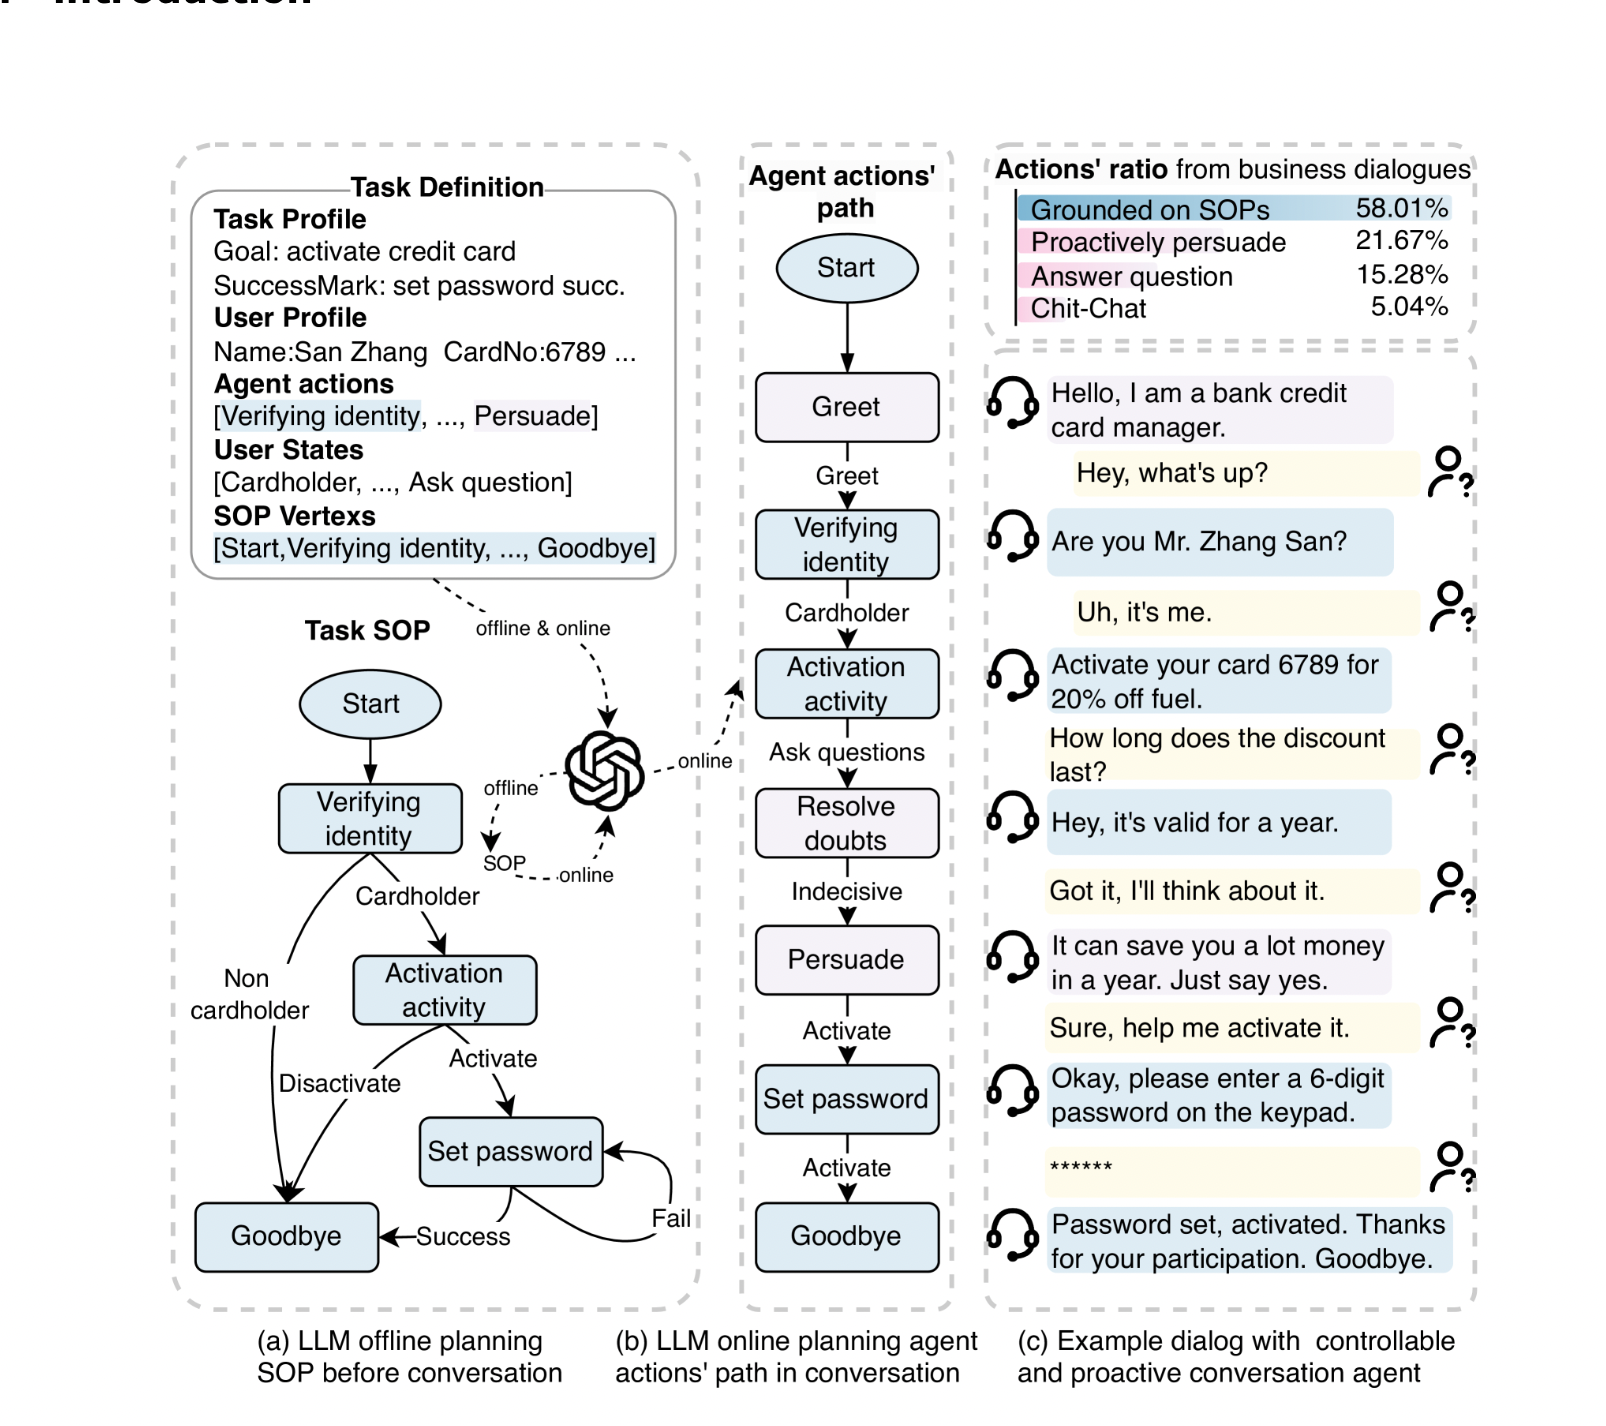 Task Definition
Task Profile
Goal: activate credit card
SuccessMark: set password succ.
User Profile
Name:San Zhang  CardNo:6789 ...
Agent actions
[Verifying identity, ..., Persuade]
User States
[Cardholder, ..., Ask question]
SOP Vertexs
[Start,Verifying identity, ..., Goodbye]
offline & online
Task SOP
Start
Verifying
identity
offline
SOP
online
online
Cardholder
Non
cardholder
Activation
activity
Disactivate
Activate
Set password
Fail
Success
Goodbye
(a) LLM offline planning
SOP before conversation
Agent actions'
path
Start
Greet
Greet
Verifying
identity
Cardholder
Activation
activity
Ask questions
Resolve
doubts
Indecisive
Persuade
Activate
Set password
Activate
Goodbye
(b) LLM online planning agent
actions' path in conversation
Actions' ratio from business dialogues
Grounded on SOPs 58.01%
Proactively persuade 21.67%
Answer question 15.28%
Chit-Chat 5.04%
Hello, I am a bank credit
card manager.
Hey, what's up?
Are you Mr. Zhang San?
Uh, it's me.
Activate your card 6789 for
20% off fuel.
How long does the discount
last?
Hey, it's valid for a year.
Got it, I'll think about it.
It can save you a lot money
in a year. Just say yes.
Sure, help me activate it.
Okay, please enter a 6-digit
password on the keypad.
******
Password set, activated. Thanks
for your participation. Goodbye.
(c) Example dialog with  controllable
and proactive conversation agent